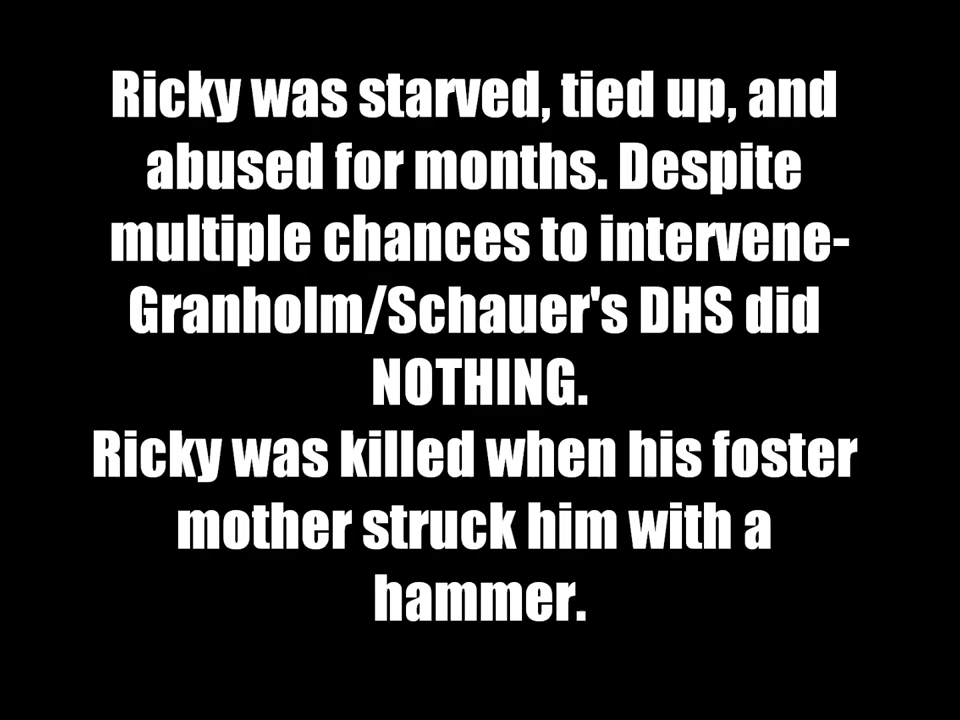 Ricky was starved, tied up, and
abused for months. Despite
multiple chances to intervene-
Granholm/Schauer's DHS did
NOTHING.
Ricky was killed when his foster
mother struck him with a
hammer.